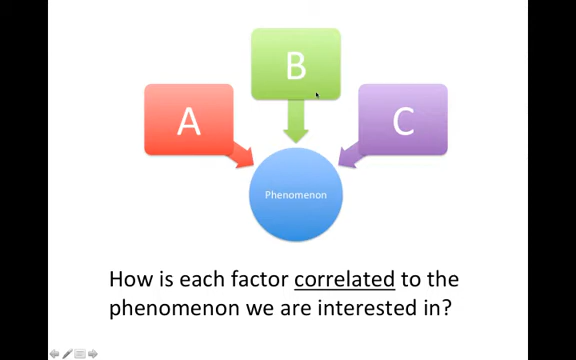 B
A
C
Phenomenon
How is each factor correlated to the
phenomenon we are interested in?